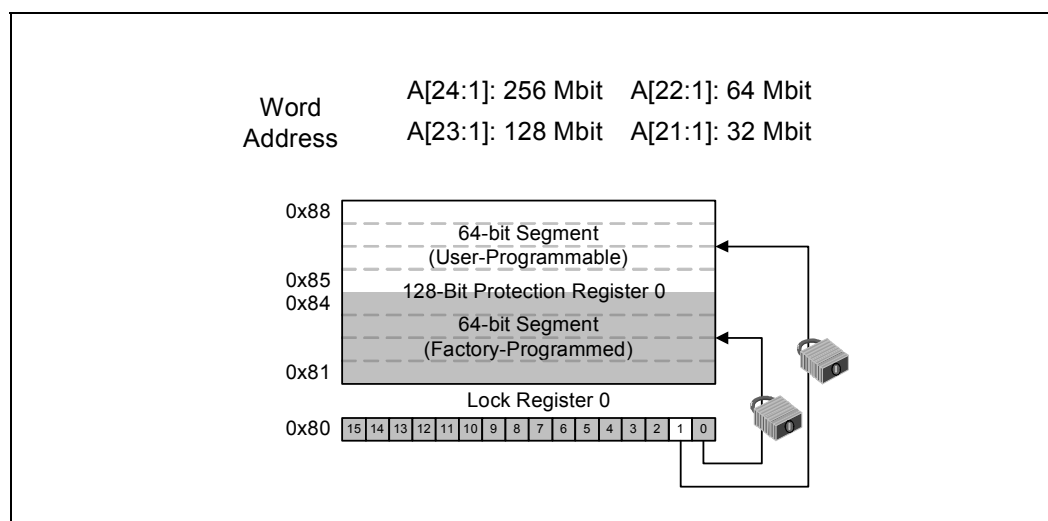 Word
Address
A[24:1]: 256 Mbit A[22:1]: 64 Mbit
A[23:1]: 128 Mbit A[21:1]: 32 Mbit
0x88
64-bit Segment
(User-Programmable)
0x85
128-Bit Protection Register 0
0x84
64-bit Segment
(Factory-Programmed)
0x81
Lock Register 0
0x80 15 14 13 12 11 10 9 8 7 6 5 4 3 2 1 0